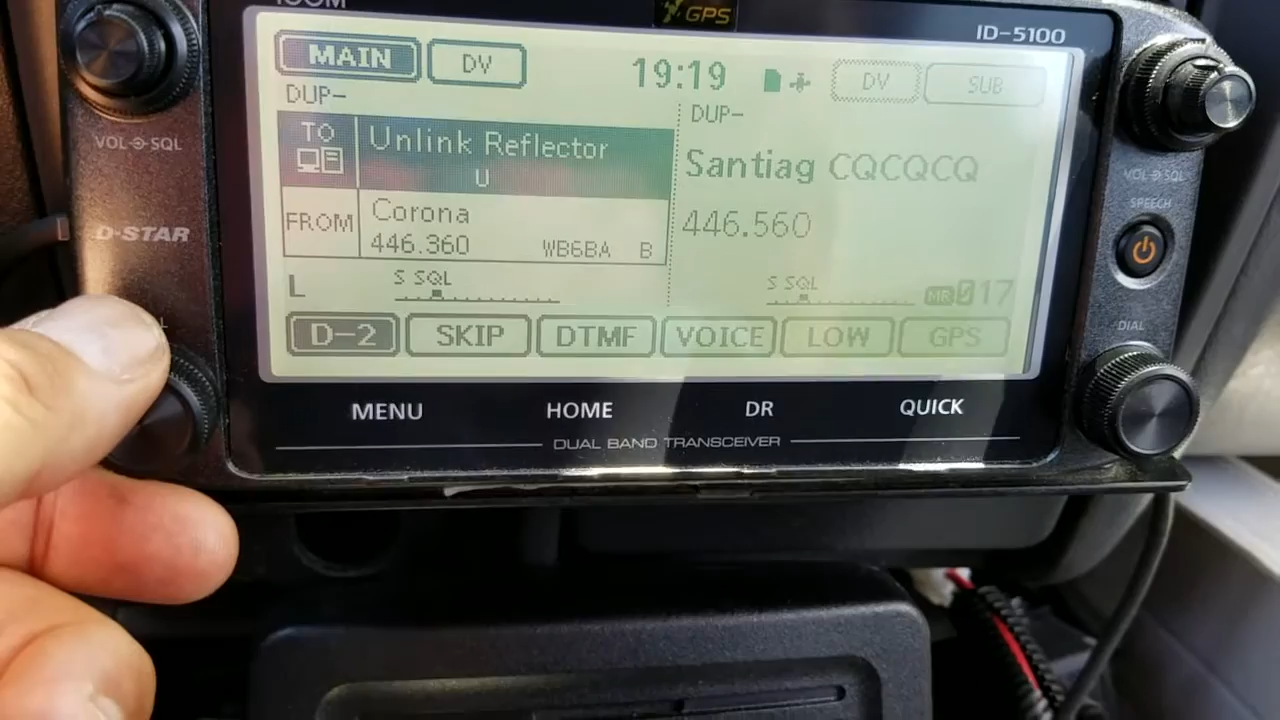 ICOM
GPS
ID-5100
MAIN DV 19:19 DV SUB
DUP-
DUP-
TO Unlink Reflector
U
Santiag CQCQCQ
FROM Corona
446.360 WB6BA B
446.560
L S SQL
S SQL MR 017
D-2 SKIP DTMF VOICE LOW GPS
MENU HOME DR QUICK
DUAL BAND TRANSCEIVER
VOL SQL
D-STAR
VOL SQL
SPEECH
DIAL